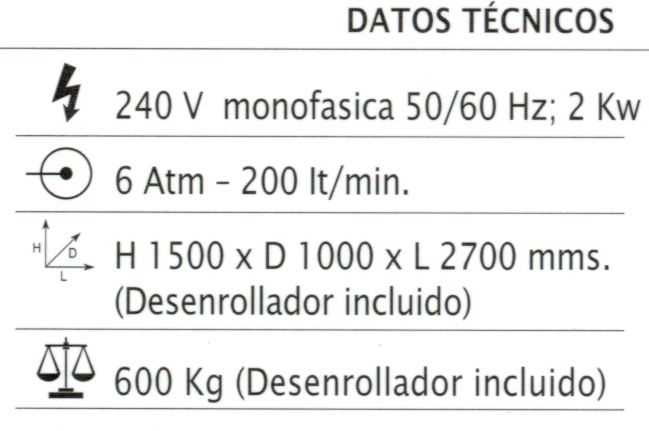 DATOS TÉCNICOS
240 V monofasica 50/60 Hz; 2 Kw
6 Atm – 200 lt/min.
H D L
H 1500 x D 1000 x L 2700 mms.
(Desenrollador incluido)
600 Kg (Desenrollador incluido)